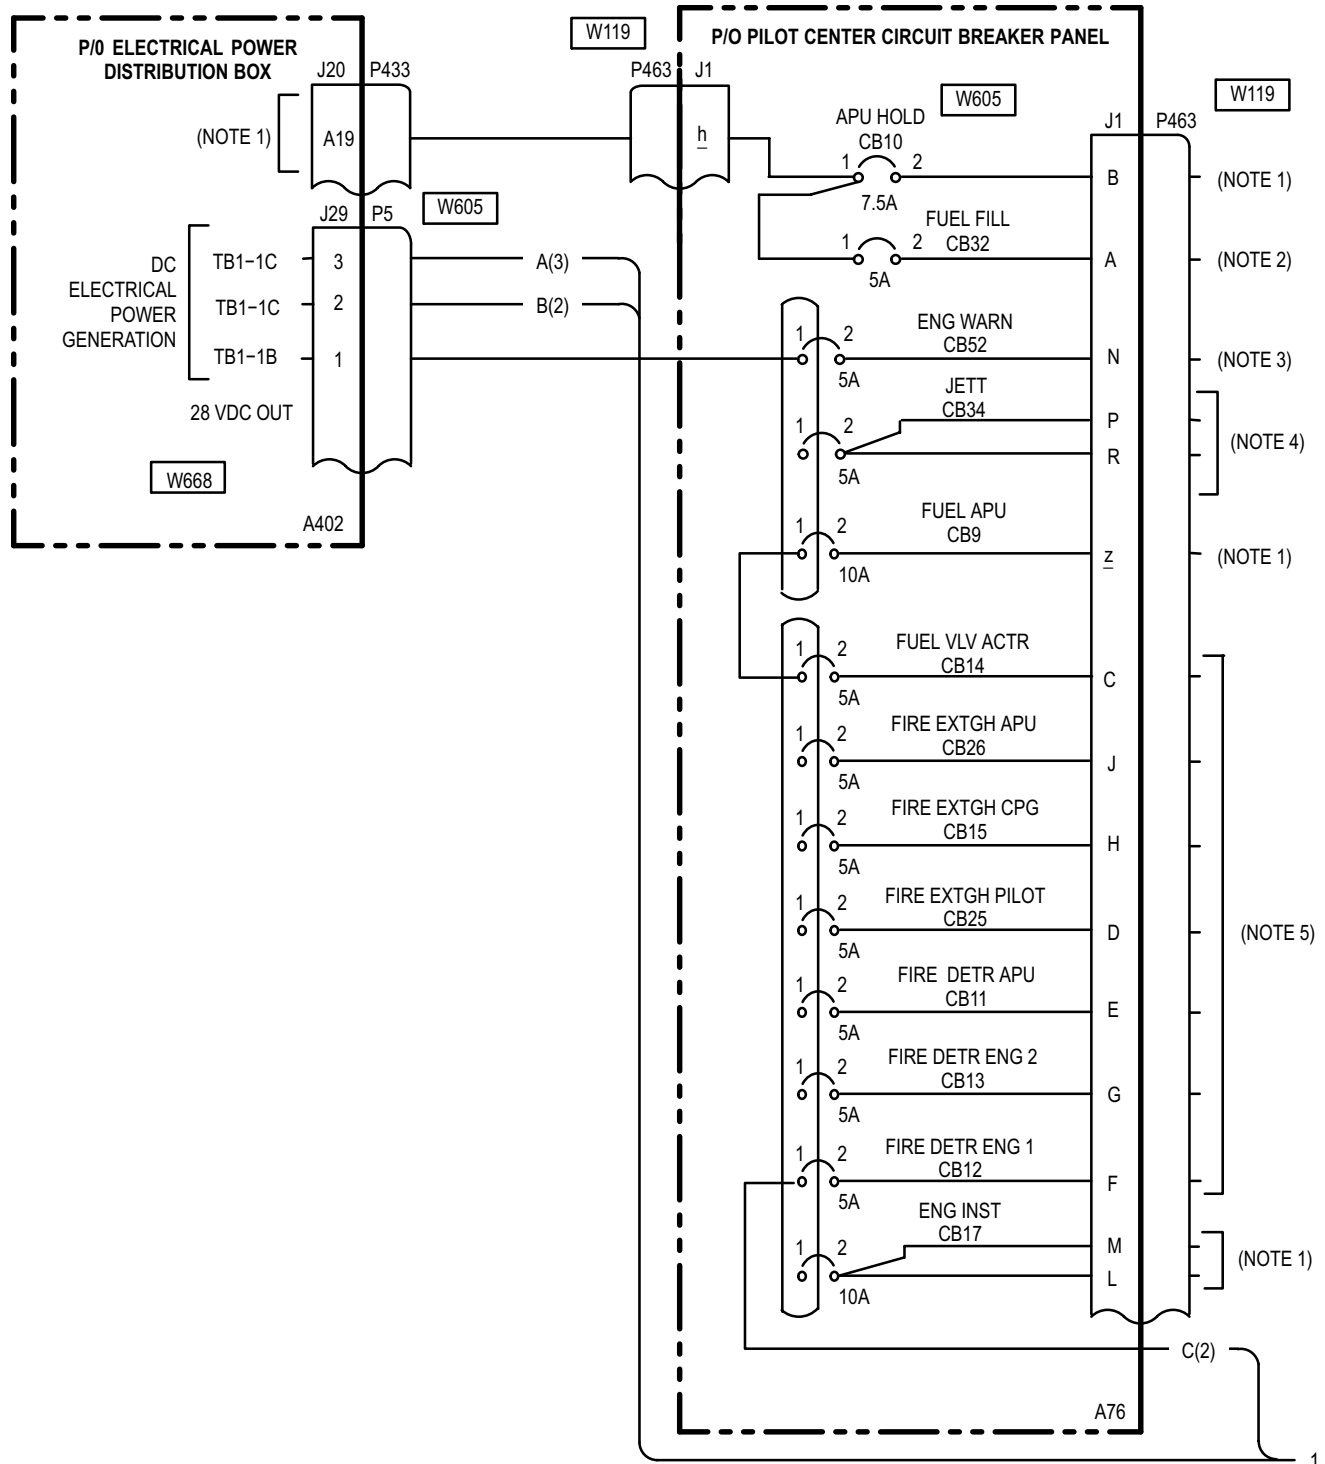 P/0 ELECTRICAL POWER
DISTRIBUTION BOX
J20 P433
(NOTE 1)
A19
W605
J29 P5
DC
ELECTRICAL
POWER
GENERATION
TB1−1C 3 A(3)
TB1−1C 2 B(2)
TB1−1B 1
28 VDC OUT
W668
A402
W119
P463 J1
h
P/O PILOT CENTER CIRCUIT BREAKER PANEL
W605
W119
J1 P463
APU HOLD
CB10
1 2
7.5A
B (NOTE 1)
FUEL FILL
CB32
1 2
5A
A (NOTE 2)
ENG WARN
CB52
1 2
5A
N (NOTE 3)
JETT
CB34
1 2
5A
P
R
(NOTE 4)
FUEL APU
CB9
1 2
10A
z (NOTE 1)
FUEL VLV ACTR
CB14
1 2
5A
C
FIRE EXTGH APU
CB26
1 2
5A
J
FIRE EXTGH CPG
CB15
1 2
5A
H
FIRE EXTGH PILOT
CB25
1 2
5A
D
(NOTE 5)
FIRE DETR APU
CB11
1 2
5A
E
FIRE DETR ENG 2
CB13
1 2
5A
G
FIRE DETR ENG 1
CB12
1 2
5A
F
ENG INST
CB17
1 2
10A
M
L
(NOTE 1)
C(2)
A76
1